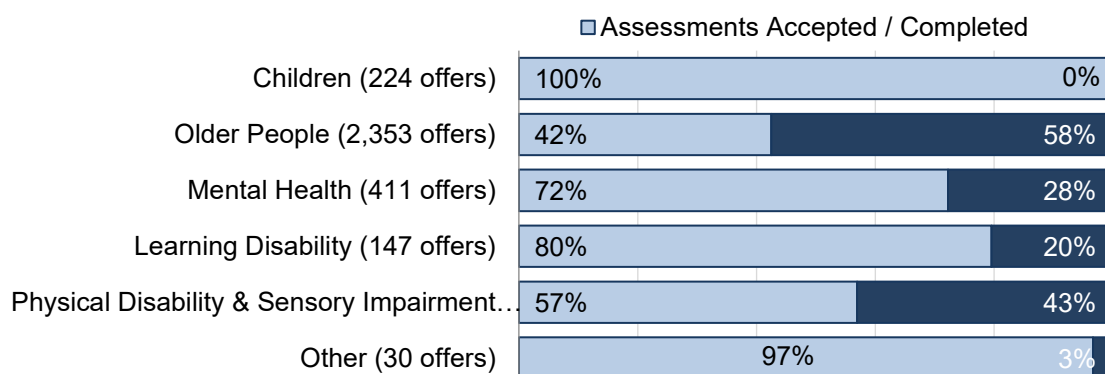 Assessments Accepted / Completed
Children (224 offers) 100% 0%
Older People (2,353 offers) 42% 58%
Mental Health (411 offers) 72% 28%
Learning Disability (147 offers) 80% 20%
Physical Disability & Sensory Impairment… 57% 43%
Other (30 offers) 97% 3%